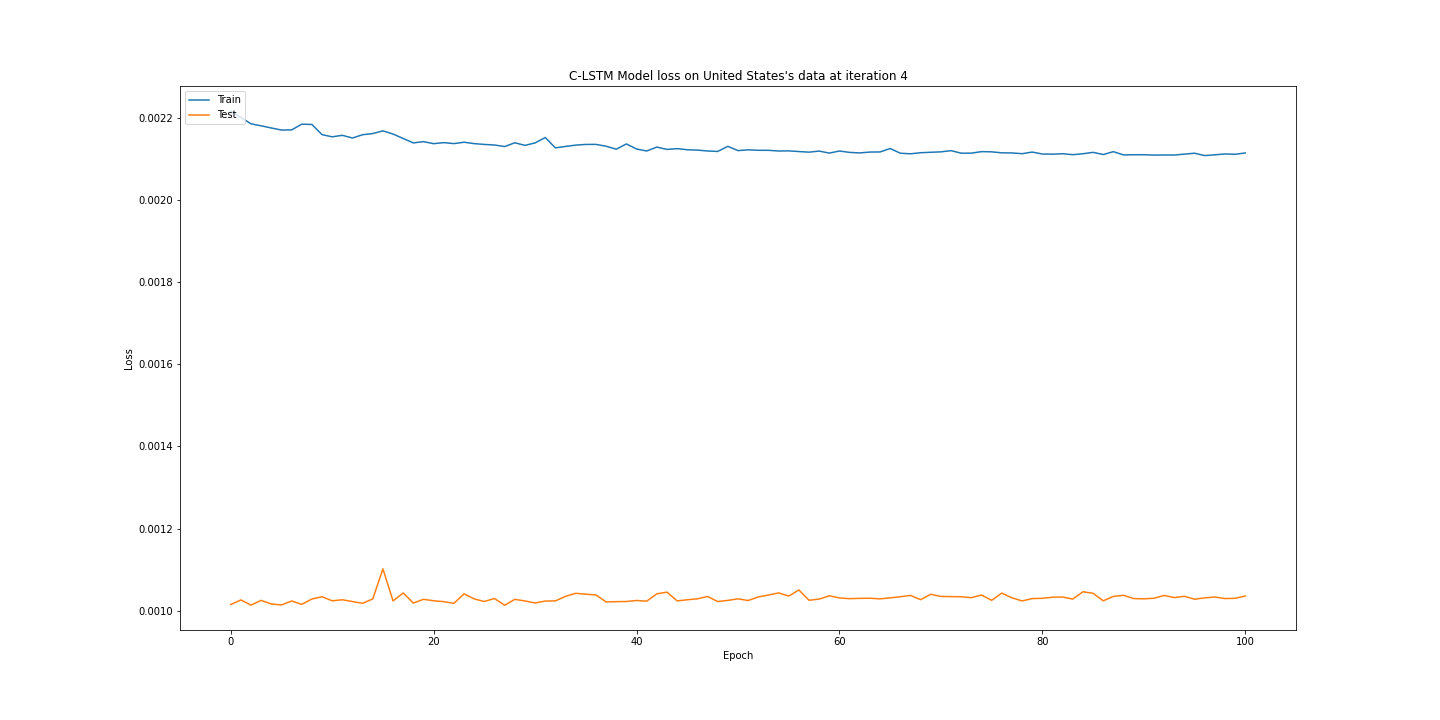 C-LSTM Model loss on United States's data at iteration 4
Train
Test
0.0022
0.0020
0.0018
0.0016
0.0014
0.0012
0.0010
Loss
0 20 40 60 80 100
Epoch